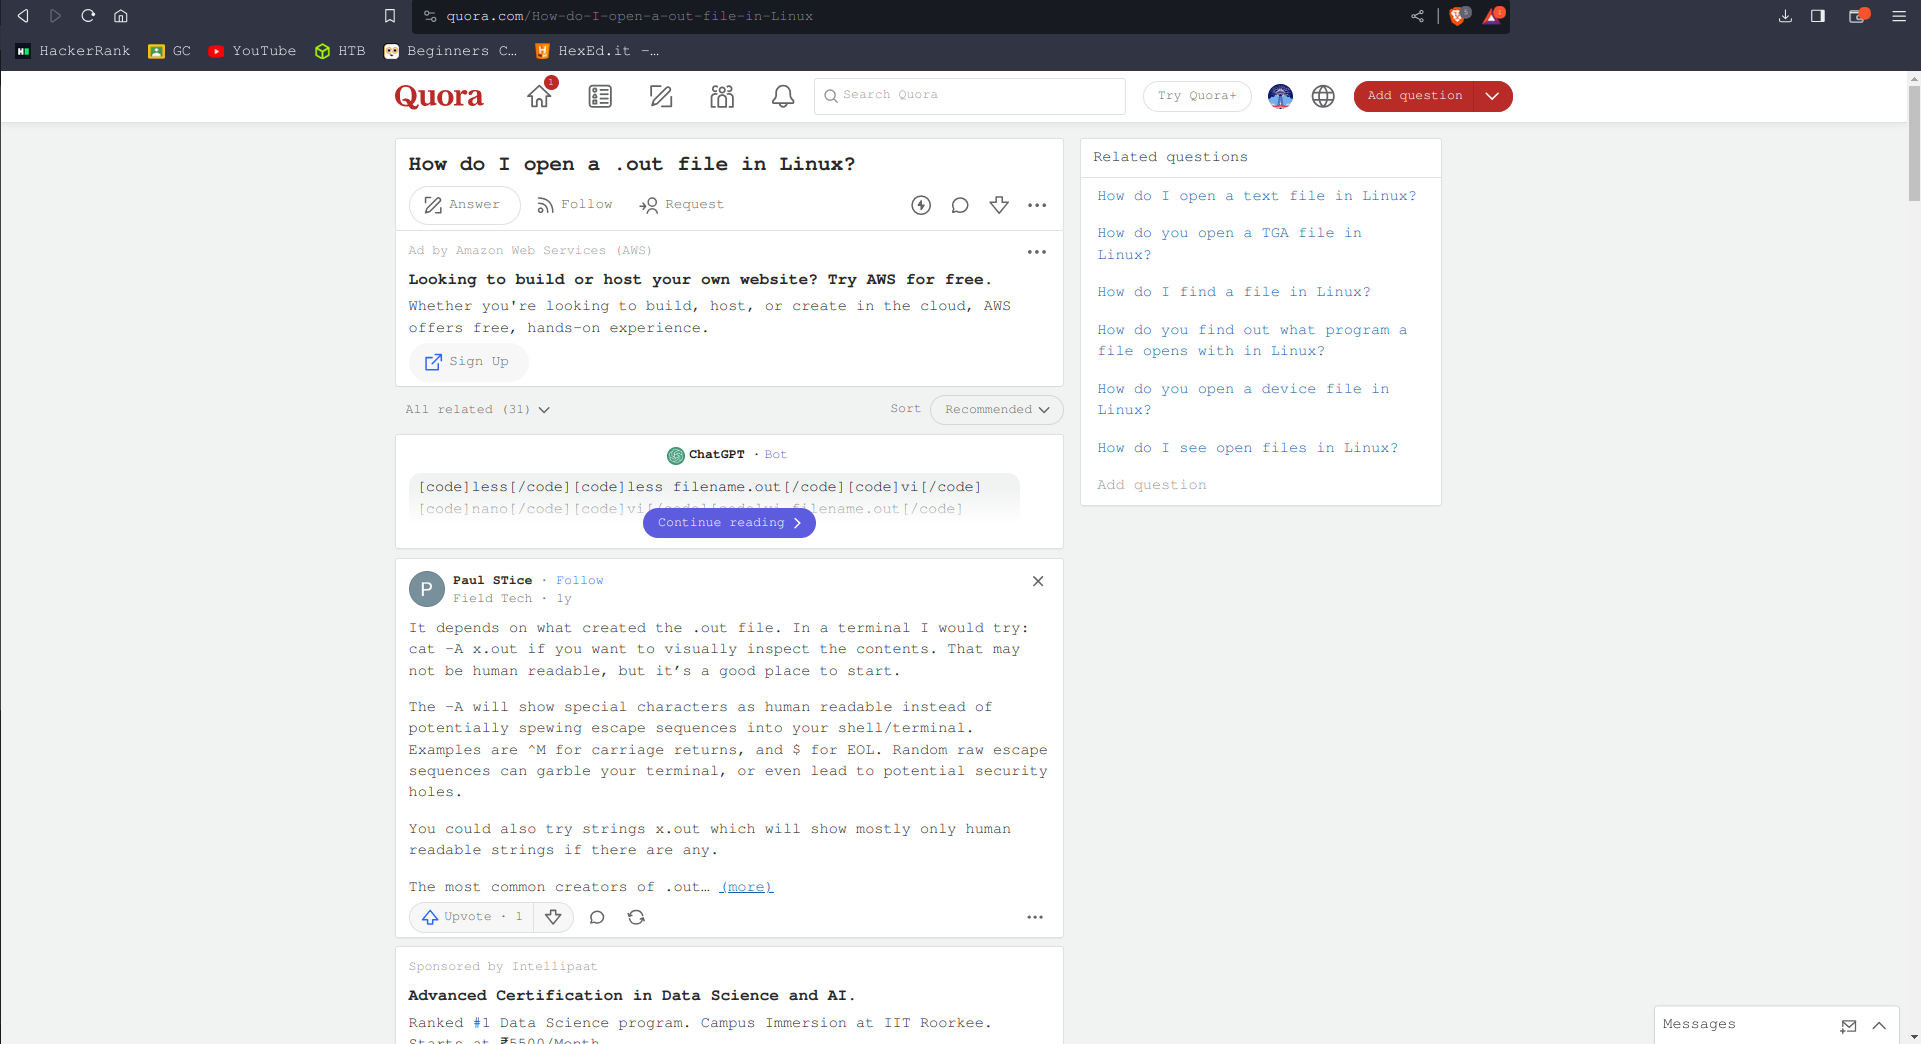 quora.com/How-do-I-open-a-out-file-in-Linux
HackerRank
GC
YouTube
HTB
Beginners C…
HexEd.it -…
Quora
1
Search Quora
Try Quora+
Add question
How do I open a .out file in Linux?
Answer
Follow
Request
Ad by Amazon Web Services (AWS)
Looking to build or host your own website? Try AWS for free.
Whether you're looking to build, host, or create in the cloud, AWS
offers free, hands-on experience.
Sign Up
All related (31)
Sort
Recommended
ChatGPT · Bot
[code]less[/code][code]less filename.out[/code][code]vi[/code]
[code]nano[/code][code]vi[/code][code]vi filename.out[/code]
Continue reading
P
Paul STice · Follow
Field Tech · 1y
It depends on what created the .out file. In a terminal I would try:
cat -A x.out if you want to visually inspect the contents. That may
not be human readable, but it’s a good place to start.
The -A will show special characters as human readable instead of
potentially spewing escape sequences into your shell/terminal.
Examples are ^M for carriage returns, and $ for EOL. Random raw escape
sequences can garble your terminal, or even lead to potential security
holes.
You could also try strings x.out which will show mostly only human
readable strings if there are any.
The most common creators of .out… (more)
Upvote · 1
Sponsored by Intellipaat
Advanced Certification in Data Science and AI.
Ranked #1 Data Science program. Campus Immersion at IIT Roorkee.
Starts at ₹5500/Month
Related questions
How do I open a text file in Linux?
How do you open a TGA file in
Linux?
How do I find a file in Linux?
How do you find out what program a
file opens with in Linux?
How do you open a device file in
Linux?
How do I see open files in Linux?
Add question
Messages